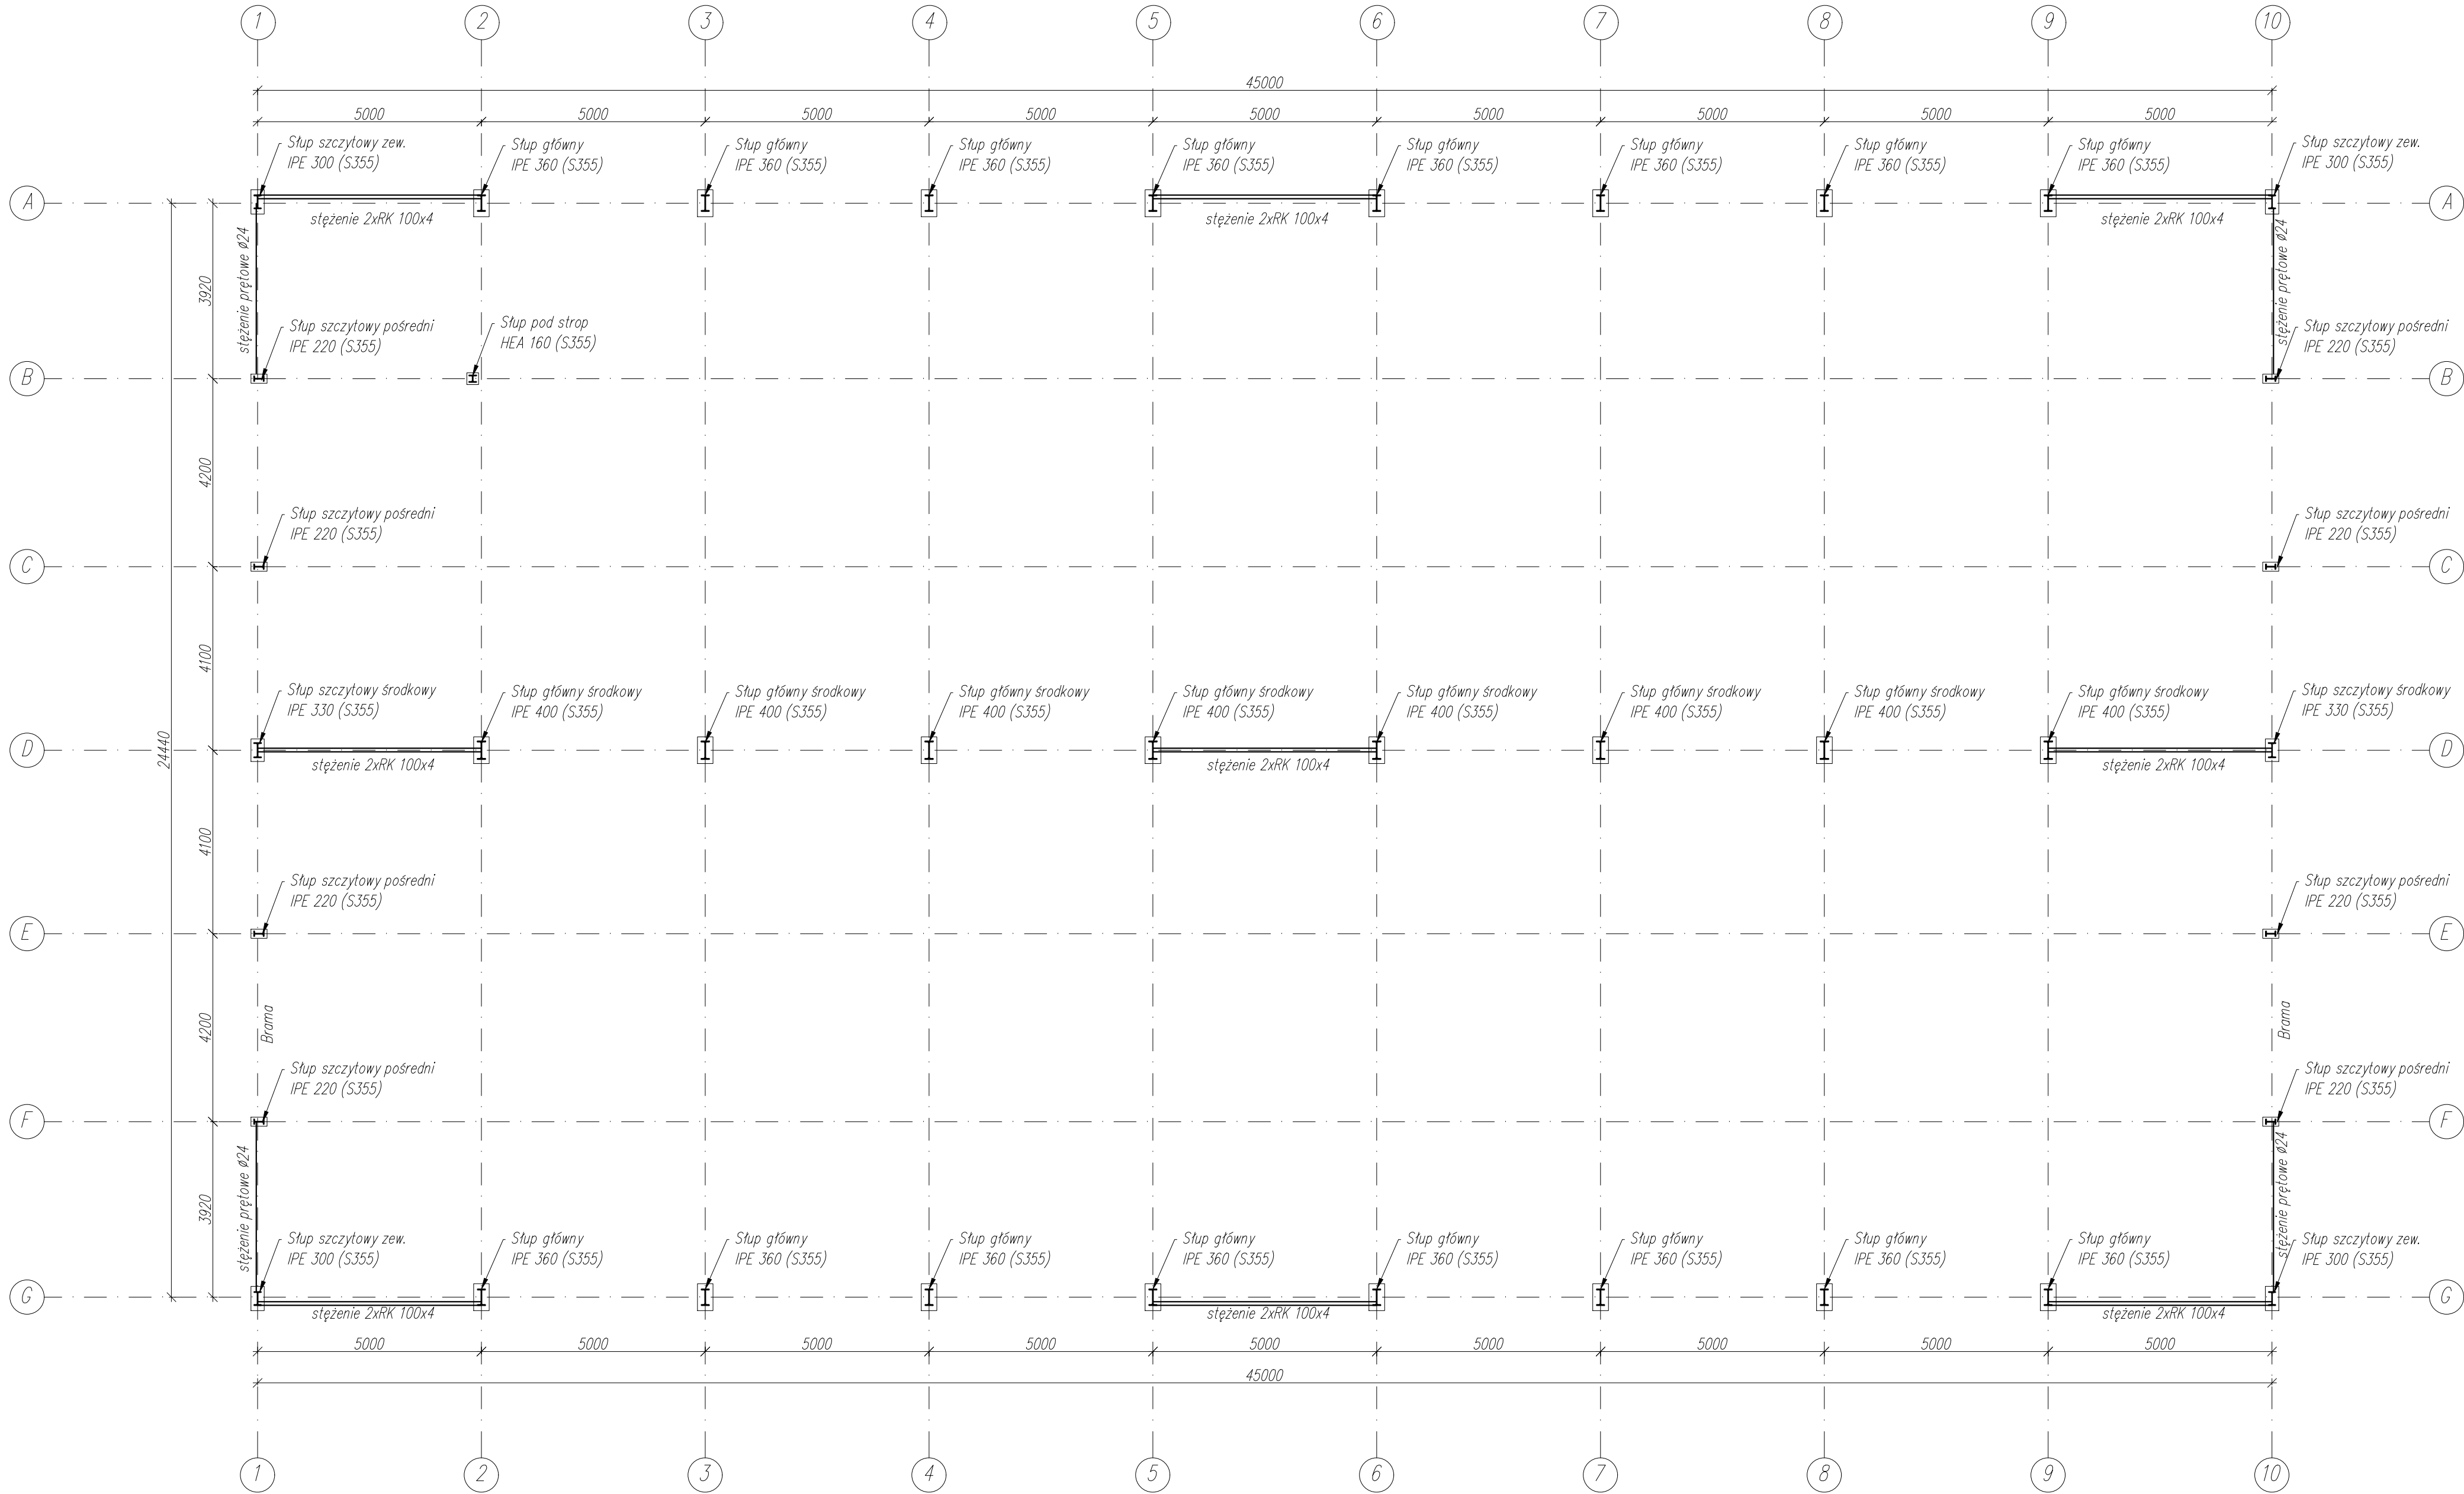 1 2 3 4 5 6 7 8 9 10
45000
5000 5000 5000 5000 5000 5000 5000 5000 5000
Słup szczytowy zew.
IPE 300 (S355)
Słup główny
IPE 360 (S355)
Słup główny
IPE 360 (S355)
Słup główny
IPE 360 (S355)
Słup główny
IPE 360 (S355)
Słup główny
IPE 360 (S355)
Słup główny
IPE 360 (S355)
Słup główny
IPE 360 (S355)
Słup główny
IPE 360 (S355)
Słup szczytowy zew.
IPE 300 (S355)
A
A
stężenie 2xRK 100x4
stężenie 2xRK 100x4
stężenie 2xRK 100x4
3920
stężenie prętowe ø24
stężenie prętowe ø24
Słup szczytowy pośredni
IPE 220 (S355)
Słup pod strop
HEA 160 (S355)
Słup szczytowy pośredni
IPE 220 (S355)
B
B
4200
Słup szczytowy pośredni
IPE 220 (S355)
Słup szczytowy pośredni
IPE 220 (S355)
C
C
4100
Słup szczytowy środkowy
IPE 330 (S355)
Słup główny środkowy
IPE 400 (S355)
Słup główny środkowy
IPE 400 (S355)
Słup główny środkowy
IPE 400 (S355)
Słup główny środkowy
IPE 400 (S355)
Słup główny środkowy
IPE 400 (S355)
Słup główny środkowy
IPE 400 (S355)
Słup główny środkowy
IPE 400 (S355)
Słup główny środkowy
IPE 400 (S355)
Słup szczytowy środkowy
IPE 330 (S355)
24440
D
D
stężenie 2xRK 100x4
stężenie 2xRK 100x4
stężenie 2xRK 100x4
4100
Słup szczytowy pośredni
IPE 220 (S355)
Słup szczytowy pośredni
IPE 220 (S355)
E
E
4200
Brama
Brama
Słup szczytowy pośredni
IPE 220 (S355)
Słup szczytowy pośredni
IPE 220 (S355)
F
F
3920
stężenie prętowe ø24
stężenie prętowe ø24
Słup szczytowy zew.
IPE 300 (S355)
Słup główny
IPE 360 (S355)
Słup główny
IPE 360 (S355)
Słup główny
IPE 360 (S355)
Słup główny
IPE 360 (S355)
Słup główny
IPE 360 (S355)
Słup główny
IPE 360 (S355)
Słup główny
IPE 360 (S355)
Słup główny
IPE 360 (S355)
Słup szczytowy zew.
IPE 300 (S355)
G
G
stężenie 2xRK 100x4
stężenie 2xRK 100x4
stężenie 2xRK 100x4
5000 5000 5000 5000 5000 5000 5000 5000 5000
45000
1 2 3 4 5 6 7 8 9 10